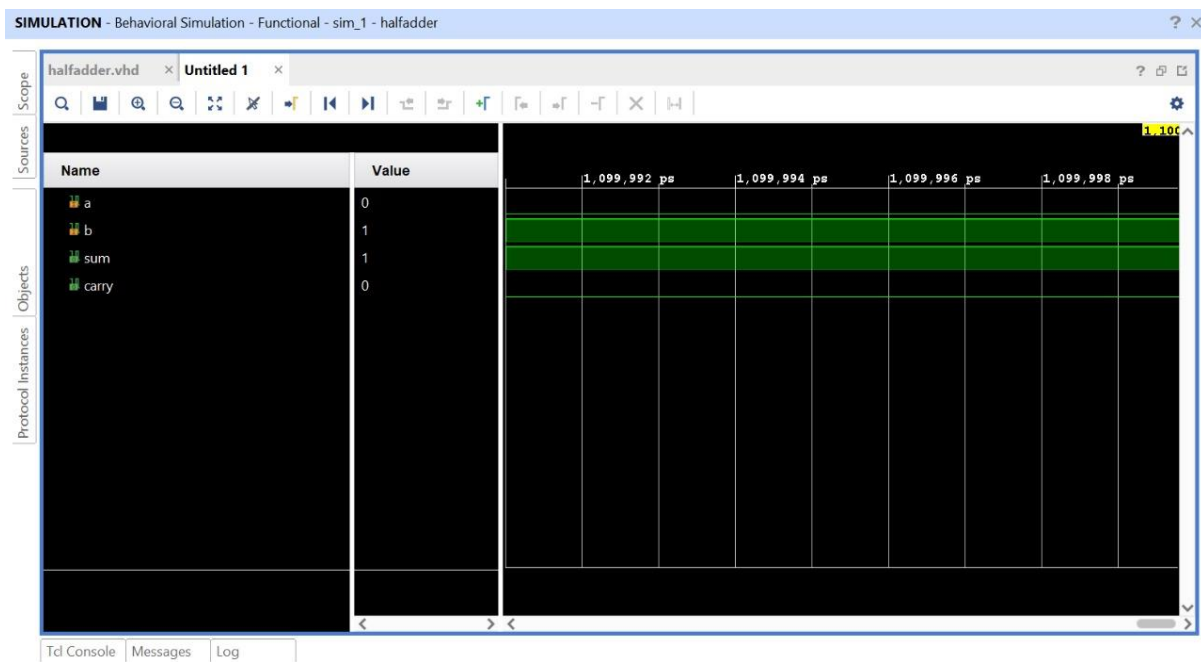 SIMULATION - Behavioral Simulation - Functional - sim_1 - halfadder
halfadder.vhd × Untitled 1 ×
Scope
Sources
Objects
Protocol Instances
Name Value
a 0
b 1
sum 1
carry 0
1,099,992 ps 1,099,994 ps 1,099,996 ps 1,099,998 ps
Tcl Console Messages Log